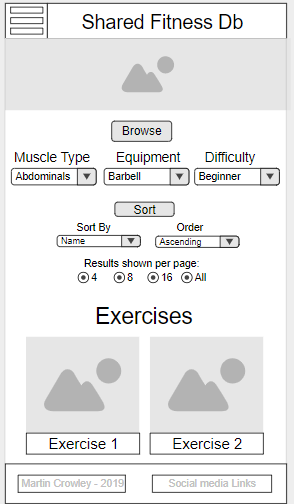 Shared Fitness Db
Browse
Muscle Type Equipment Difficulty
Abdominals Barbell Beginner
Sort
Sort By Order
Name Ascending
Results shown per page:
4 8 16 All
Exercises
Exercise 1 Exercise 2
Martin Crowley - 2019 Social media Links